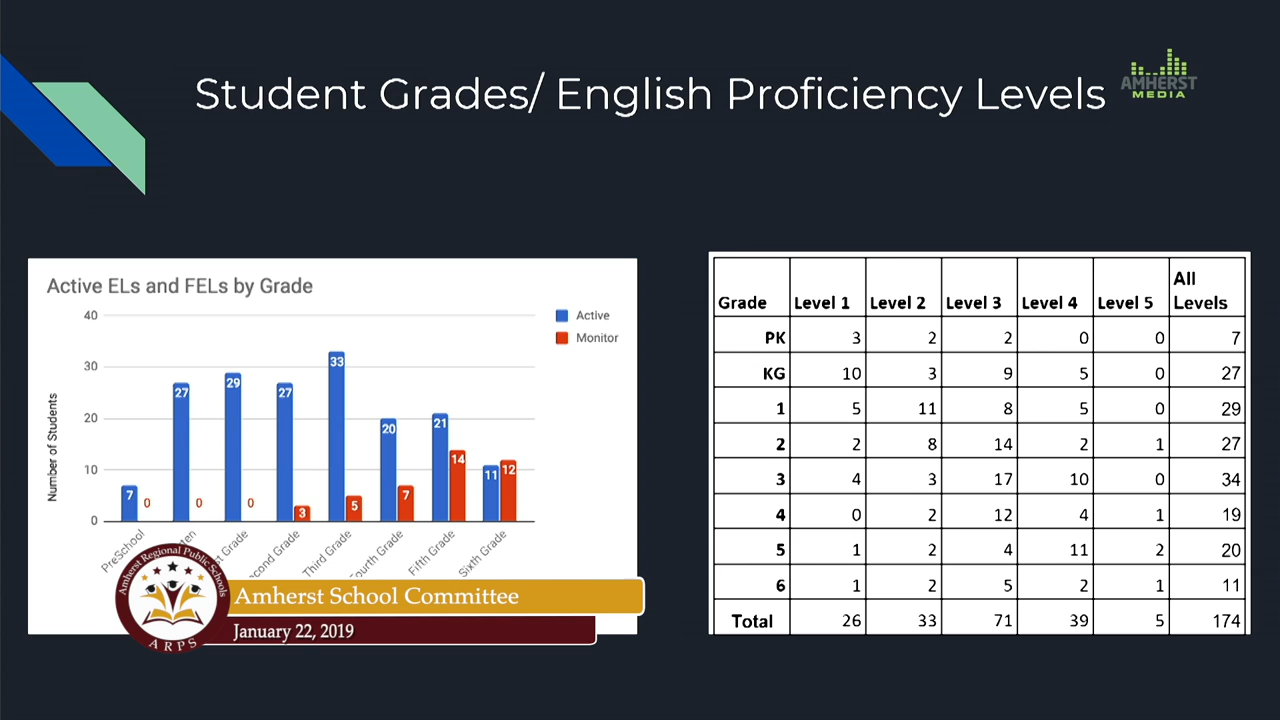 Student Grades/ English Proficiency Levels
AMHERST
MEDIA
Active ELs and FELs by Grade
Active
Monitor
Number of Students
40
30
20
10
0
7 0
27 0
29 0
27 3
33 5
20 7
21 14
11 12
PreSchool
Third Grade
Fifth Grade
Sixth Grade
Grade Level 1 Level 2 Level 3 Level 4 Level 5 All Levels
PK 3 2 2 0 0 7
KG 10 3 9 5 0 27
1 5 11 8 5 0 29
2 2 8 14 2 1 27
3 4 3 17 10 0 34
4 0 2 12 4 1 19
5 1 2 4 11 2 20
6 1 2 5 2 1 11
Total 26 33 71 39 5 174
Amherst Regional Public Schools
ARPS
Amherst School Committee
January 22, 2019